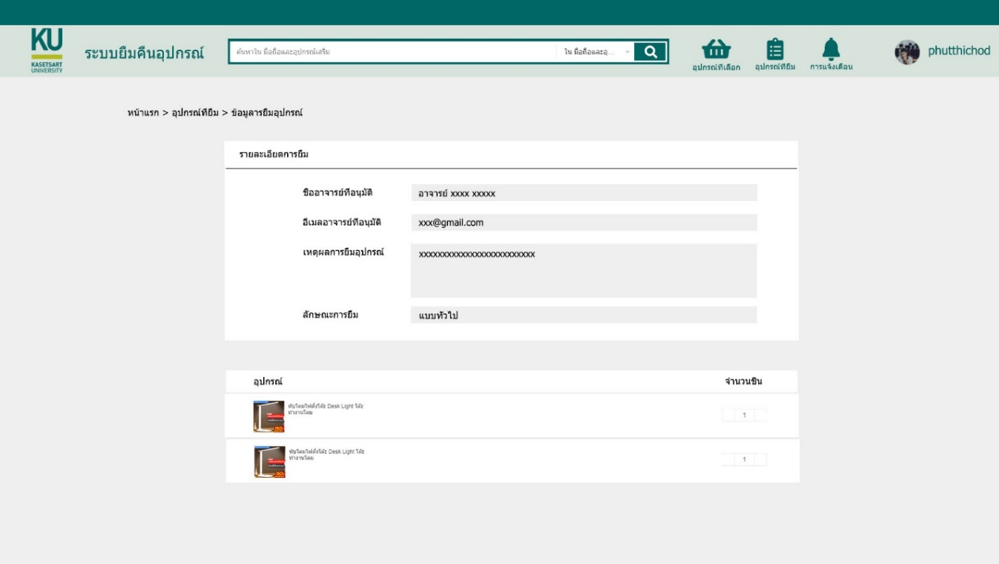 KU
KASETSART
UNIVERSITY
ระบบยืมคืนอุปกรณ์
ค้นหาใน มือถือและอุปกรณ์เสริม
ใน มือถือและอุ...
อุปกรณ์ที่เลือก
อุปกรณ์ที่ยืม
การแจ้งเตือน
phutthichod
หน้าแรก > อุปกรณ์ที่ยืม > ข้อมูลารยืมอุปกรณ์
รายละเอียดการยืม
ชื่ออาจารย์ที่อนุมัติ
อาจารย์ xxxx xxxxx
อีเมลอาจารย์ที่อนุมัติ
xxx@gmail.com
เหตุผลการยืมอุปกรณ์
xxxxxxxxxxxxxxxxxxxxxxxxx
ลักษณะการยืม
แบบทั่วไป
อุปกรณ์
จำนวนชิ้น
พับโคมไฟตั้งโต๊ะ Desk Light โต๊ะ
ทำงานโคม
1
พับโคมไฟตั้งโต๊ะ Desk Light โต๊ะ
ทำงานโคม
1